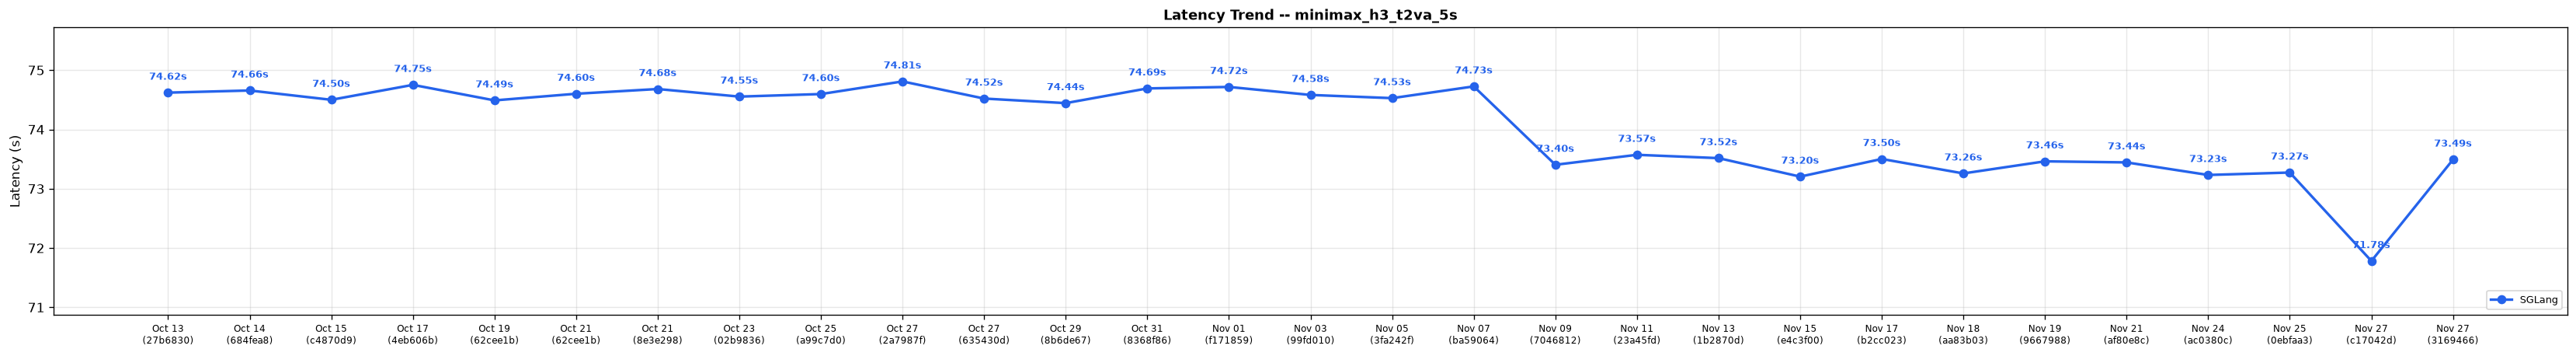 Latency Trend -- minimax_h3_t2va_5s
Latency (s)
75
74
73
72
71
74.62s
74.66s
74.50s
74.75s
74.49s
74.60s
74.68s
74.55s
74.60s
74.81s
74.52s
74.44s
74.69s
74.72s
74.58s
74.53s
74.73s
73.40s
73.57s
73.52s
73.20s
73.50s
73.26s
73.46s
73.44s
73.23s
73.27s
71.78s
73.49s
SGLang
Oct 13
(27b6830)
Oct 14
(684fea8)
Oct 15
(c4870d9)
Oct 17
(4eb606b)
Oct 19
(62cee1b)
Oct 21
(62cee1b)
Oct 21
(8e3e298)
Oct 23
(02b9836)
Oct 25
(a99c7d0)
Oct 27
(2a7987f)
Oct 27
(635430d)
Oct 29
(8b6de67)
Oct 31
(8368f86)
Nov 01
(f171859)
Nov 03
(99fd010)
Nov 05
(3fa242f)
Nov 07
(ba59064)
Nov 09
(7046812)
Nov 11
(23a45fd)
Nov 13
(1b2870d)
Nov 15
(e4c3f00)
Nov 17
(b2cc023)
Nov 18
(aa83b03)
Nov 19
(9667988)
Nov 21
(af80e8c)
Nov 24
(ac0380c)
Nov 25
(0ebfaa3)
Nov 27
(c17042d)
Nov 27
(3169466)